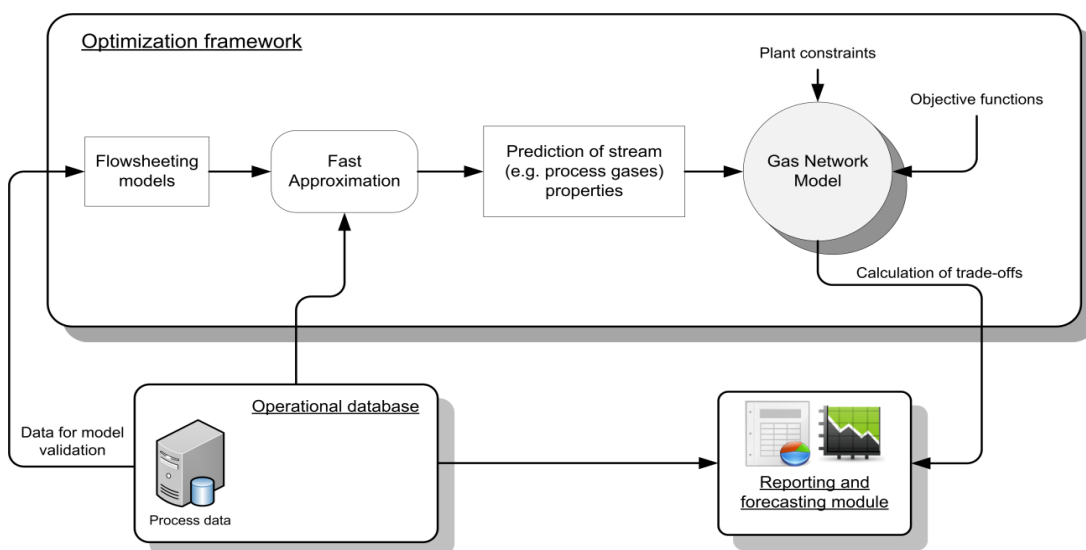 Optimization framework
Plant constraints
Objective functions
Flowsheeting
models
Fast
Approximation
Prediction of stream
(e.g. process gases)
properties
Gas Network
Model
Calculation of trade-offs
Operational database
Data for model
validation
Process data
Reporting and
forecasting module